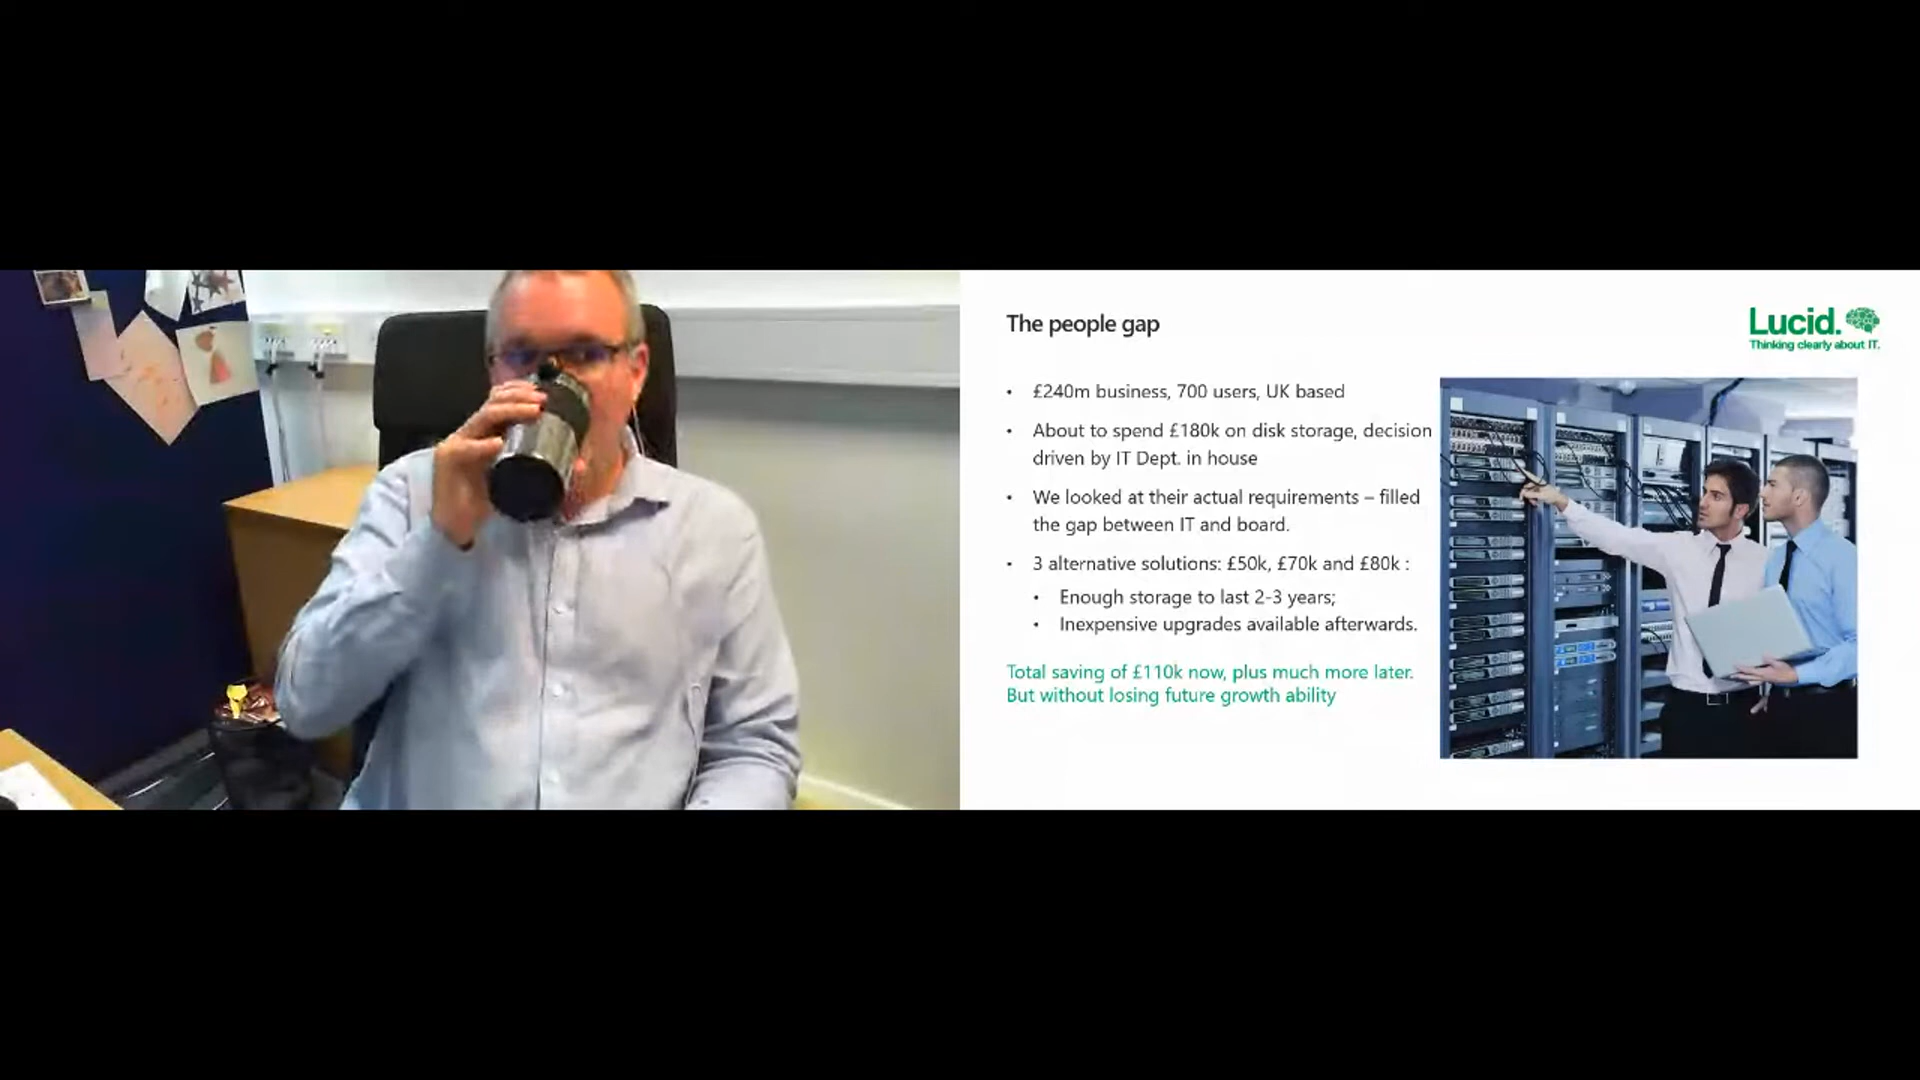 The people gap
Lucid.
Thinking clearly about IT.
• £240m business, 700 users, UK based
• About to spend £180k on disk storage, decision
driven by IT Dept. in house
• We looked at their actual requirements – filled
the gap between IT and board.
• 3 alternative solutions: £50k, £70k and £80k :
• Enough storage to last 2-3 years;
• Inexpensive upgrades available afterwards.
Total saving of £110k now, plus much more later.
But without losing future growth ability